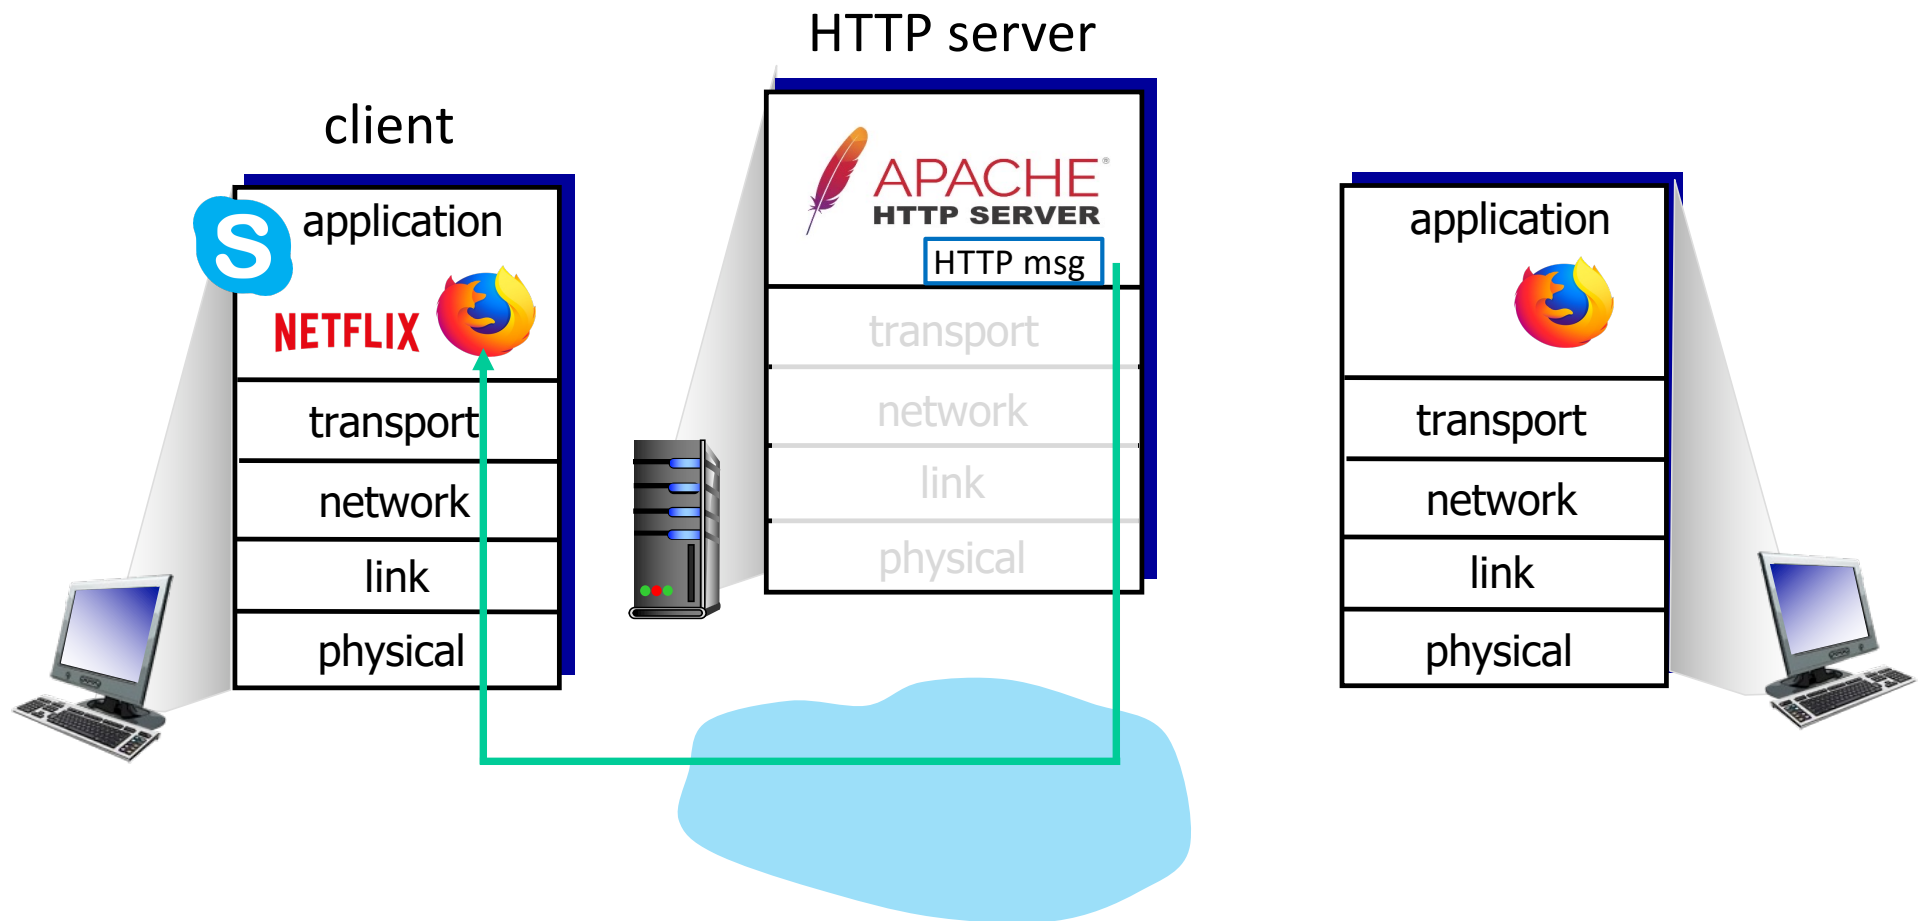 HTTP server
client
APACHE®
HTTP SERVER
HTTP msg
transport
network
link
physical
S
application
NETFLIX
transport
network
link
physical
application
transport
network
link
physical